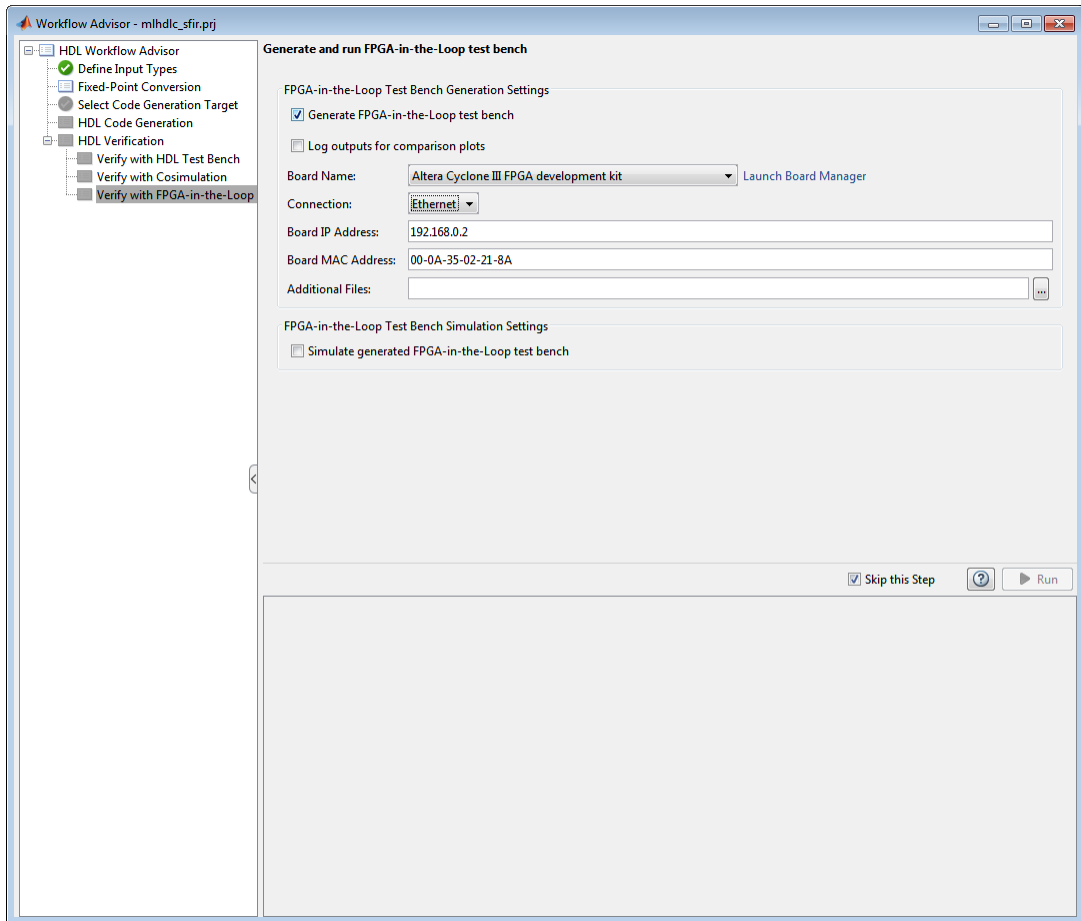 Workflow Advisor - mlhdlc_sfir.prj
HDL Workflow Advisor
Define Input Types
Fixed-Point Conversion
Select Code Generation Target
HDL Code Generation
HDL Verification
Verify with HDL Test Bench
Verify with Cosimulation
Verify with FPGA-in-the-Loop
Generate and run FPGA-in-the-Loop test bench
FPGA-in-the-Loop Test Bench Generation Settings
Generate FPGA-in-the-Loop test bench
Log outputs for comparison plots
Board Name: Altera Cyclone III FPGA development kit Launch Board Manager
Connection: Ethernet
Board IP Address: 192.168.0.2
Board MAC Address: 00-0A-35-02-21-8A
Additional Files: ...
FPGA-in-the-Loop Test Bench Simulation Settings
Simulate generated FPGA-in-the-Loop test bench
Skip this Step ? Run